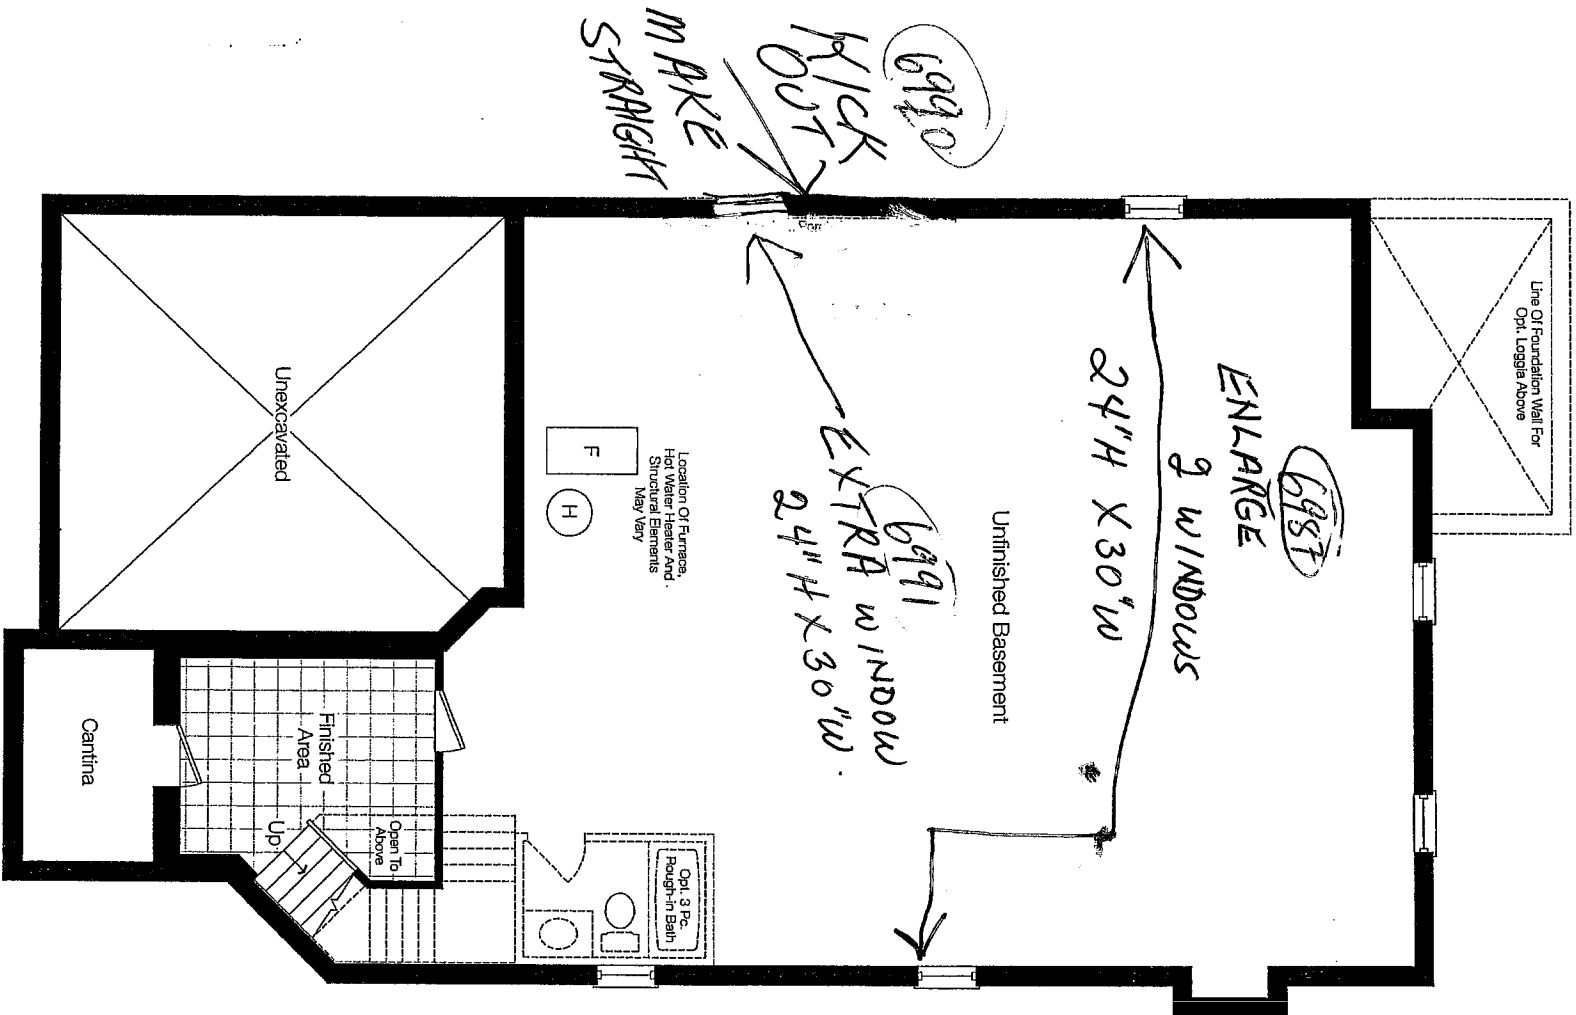 6990
KICK
OUT
MAKE
STRAIGHT
Line Of Foundation Wall For
Opt. Loggia Above
6987
ENLARGE
2 WINDOWS
24"H X 30"W
Unfinished Basement
6991
EXTRA WINDOW
24"H X 30"W.
Location Of Furnace,
Hot Water Heater And
Structural Elements
May Vary
F
H
Unexcavated
Opt. 3 Pc.
Rough-in Bath
Open To
Above
Up
Finished
Area
Cantina